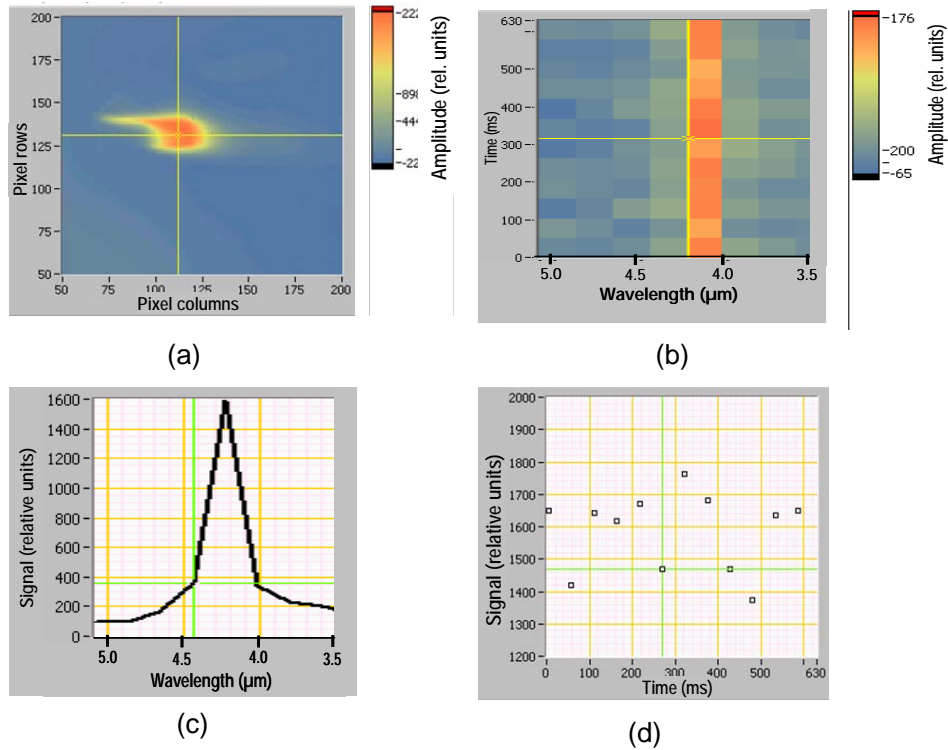 200
175
150
125
100
75
50
50 75 100 125 150 175 200
Pixel rows
Pixel columns
-222
-890
-444
-22
Amplitude (rel. units)
(a)
630
500
400
300
200
100
0
5.0 4.5 4.0 3.5
Time (ms)
Wavelength (µm)
-176
-200
-65
Amplitude (rel. units)
(b)
1600
1400
1200
1000
800
600
400
200
0
5.0 4.5 4.0 3.5
Signal (relative units)
Wavelength (µm)
(c)
2000
1900
1800
1700
1600
1500
1400
1300
1200
0 100 200 300 400 500 630
Signal (relative units)
Time (ms)
(d)